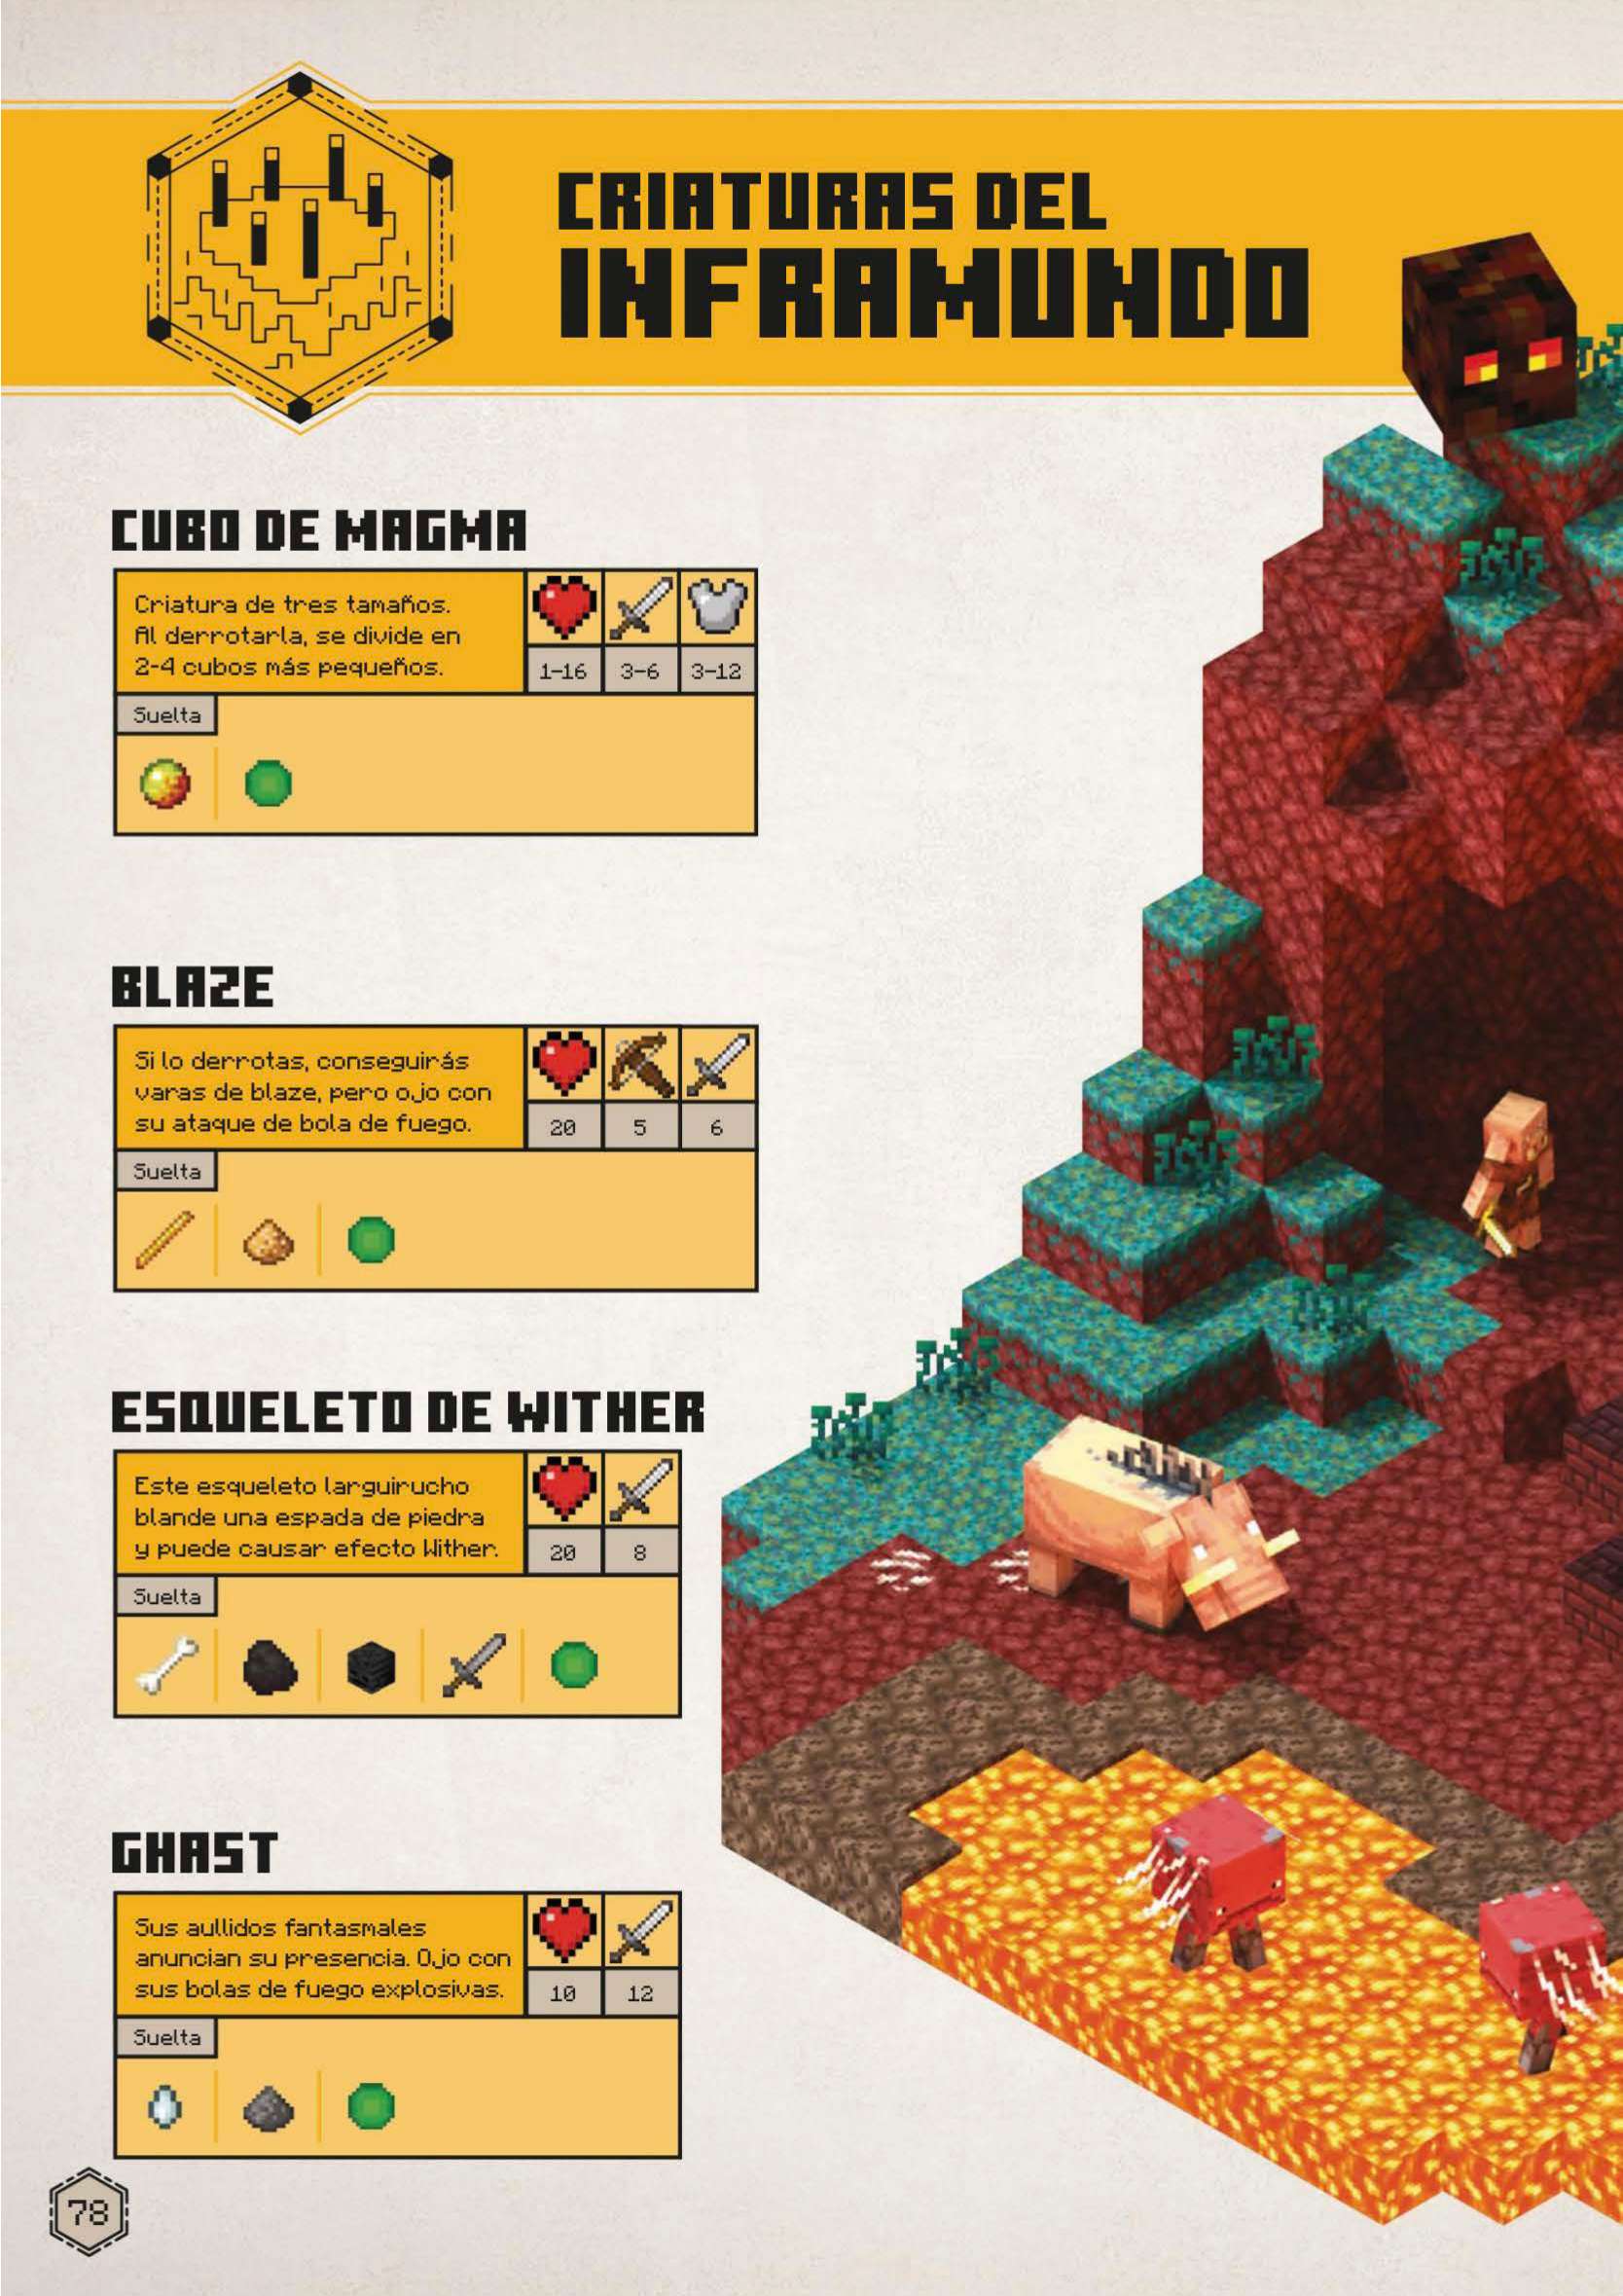 CRIATURAS DEL
INFRAMUNDO
CUBO DE MAGMA
Criatura de tres tamaños.
Al derrotarla, se divide en
2-4 cubos más pequeños.
1-16 3-6 3-12
Suelta
BLAZE
Si lo derrotas, conseguirás
varas de blaze, pero ojo con
su ataque de bola de fuego.
20 5 6
Suelta
ESQUELETO DE WITHER
Este esqueleto larguirucho
blande una espada de piedra
y puede causar efecto Wither.
20 8
Suelta
GHAST
Sus aullidos fantasmales
anuncian su presencia. Ojo con
sus bolas de fuego explosivas.
10 12
Suelta
78